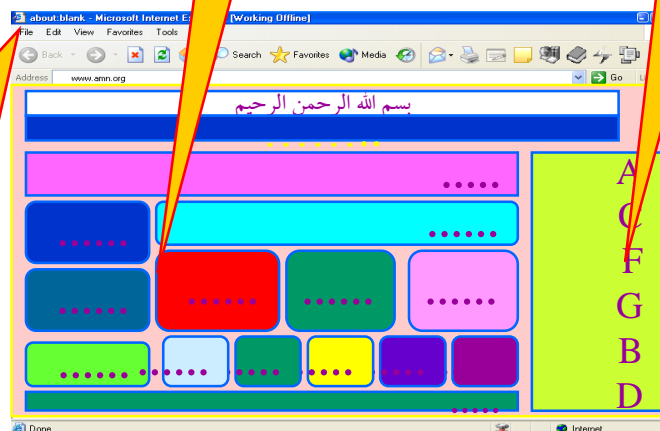 about:blank - Microsoft Internet E [Working Offline]
File Edit View Favorites Tools
Back Search Favorites Media
Address www.amn.org Go
بسم الله الرحمن الرحيم
A
C
F
G
B
D
Done Internet